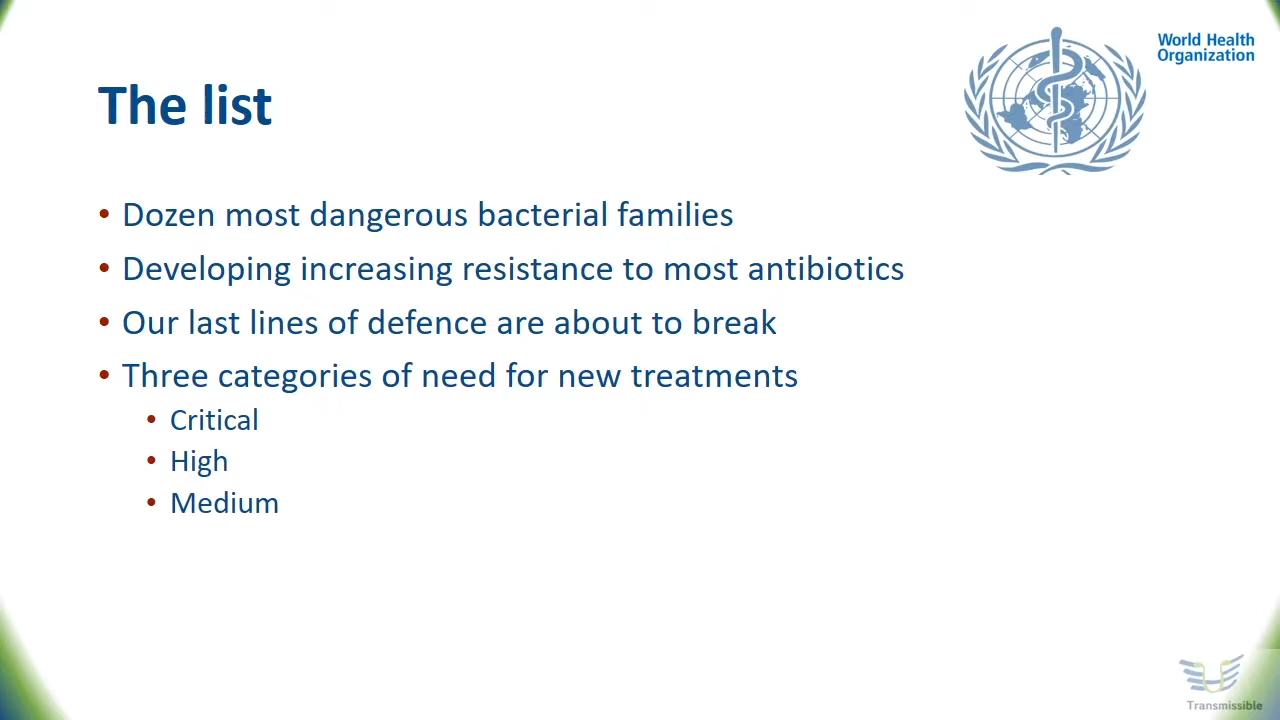 World Health
Organization
The list
• Dozen most dangerous bacterial families
• Developing increasing resistance to most antibiotics
• Our last lines of defence are about to break
• Three categories of need for new treatments
• Critical
• High
• Medium
Transmissible